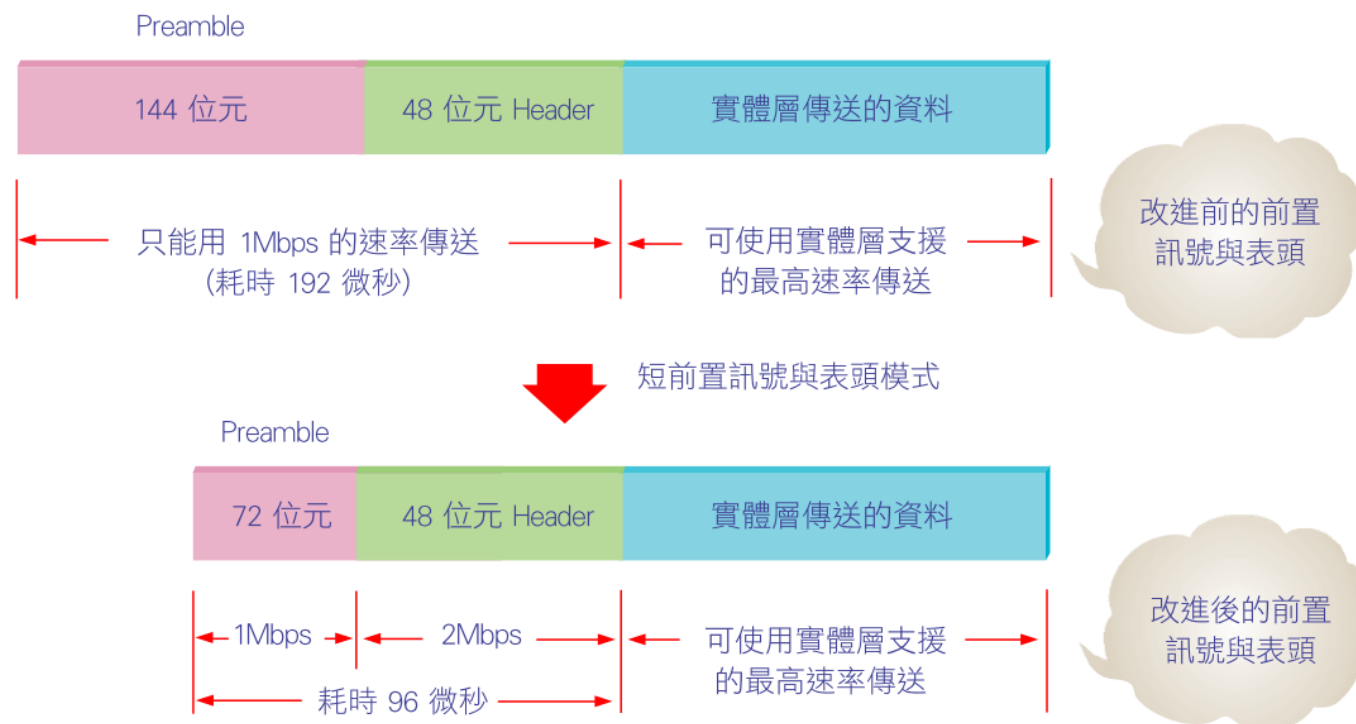 Preamble
144 位元
48 位元 Header
實體層傳送的資料
只能用 1Mbps 的速率傳送
(耗時 192 微秒)
可使用實體層支援
的最高速率傳送
改進前的前置
訊號與表頭
短前置訊號與表頭模式
Preamble
72 位元
48 位元 Header
實體層傳送的資料
1Mbps
2Mbps
可使用實體層支援
的最高速率傳送
耗時 96 微秒
改進後的前置
訊號與表頭